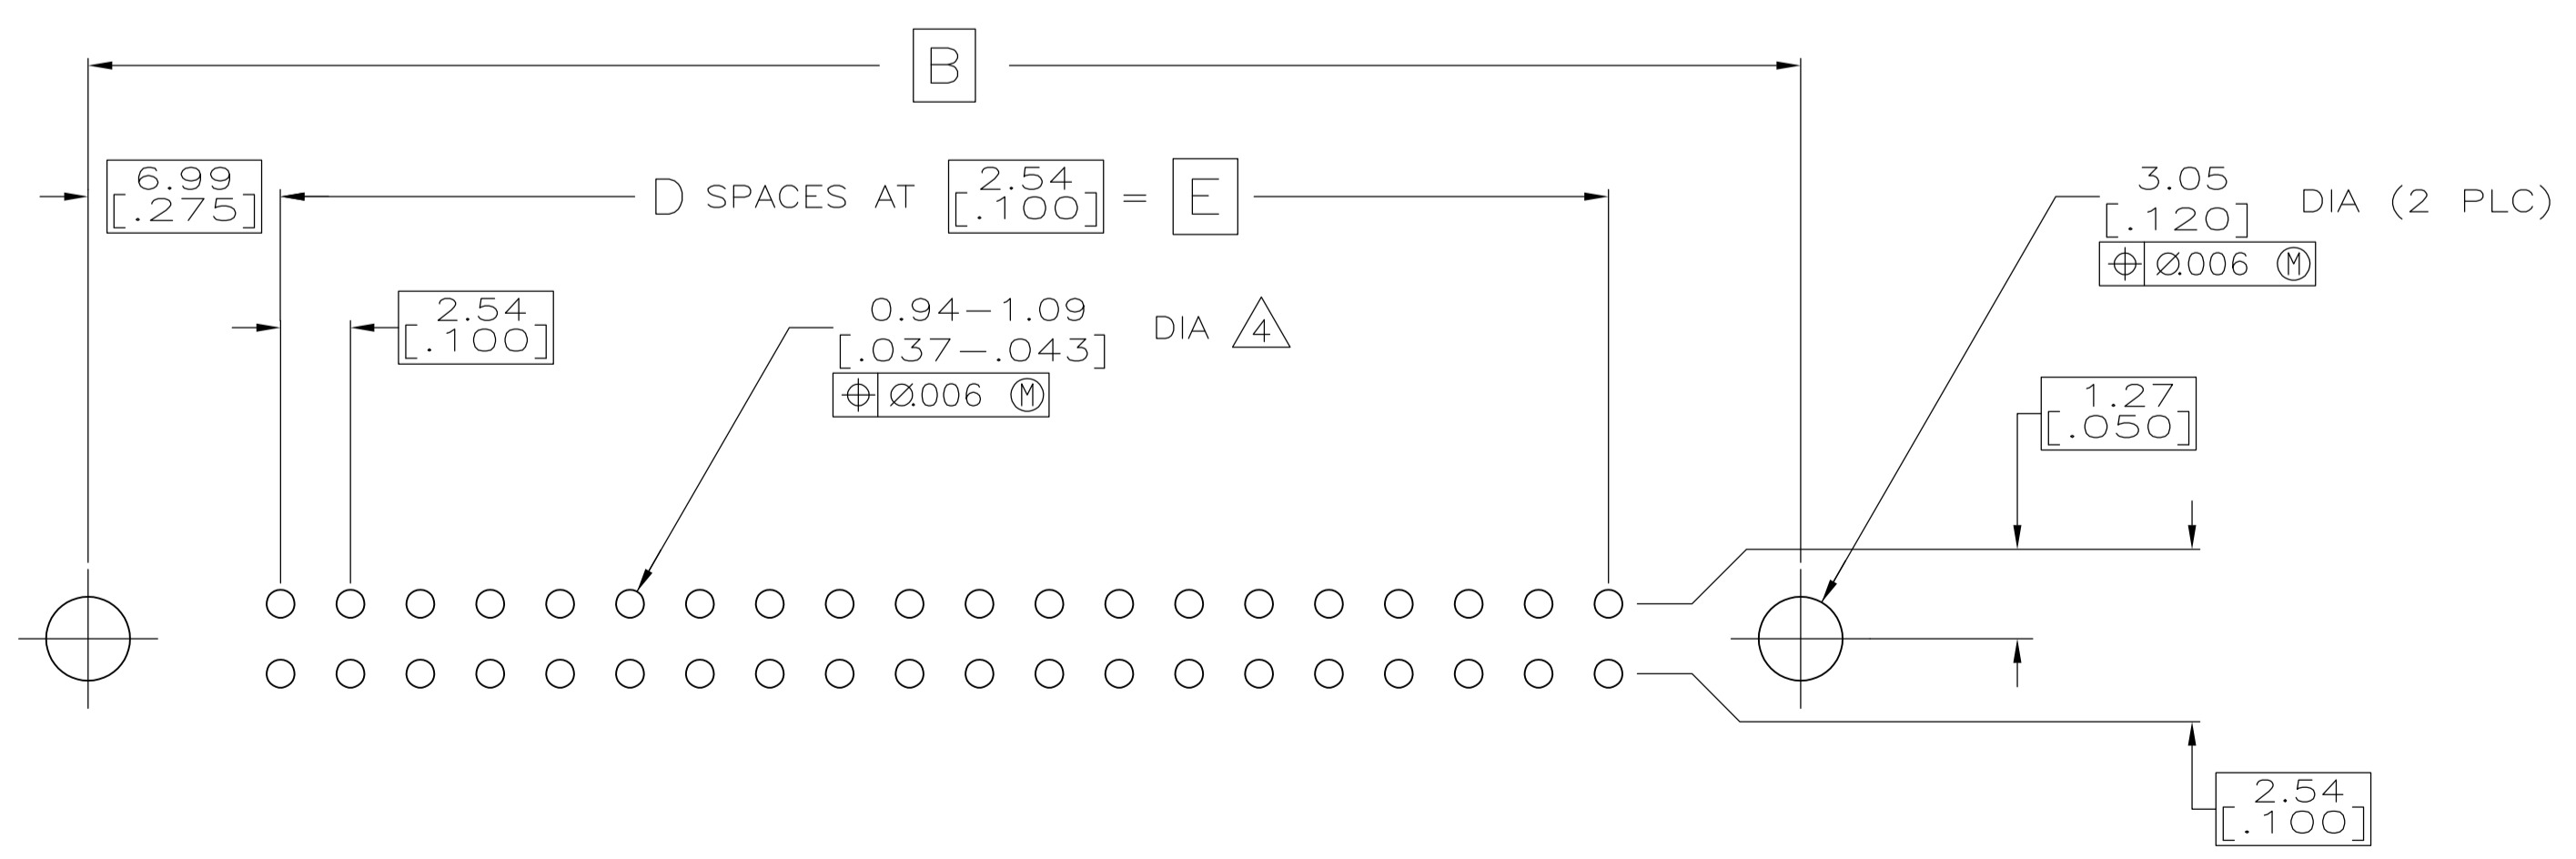 B
6.99
[.275]
D SPACES AT 2.54 = E
[.100]
3.05
[.120]
DIA (2 PLC)
⌖ Ø.006 Ⓜ
2.54
[.100]
0.94-1.09
[.037-.043]
DIA 4
⌖ Ø.006 Ⓜ
1.27
[.050]
2.54
[.100]